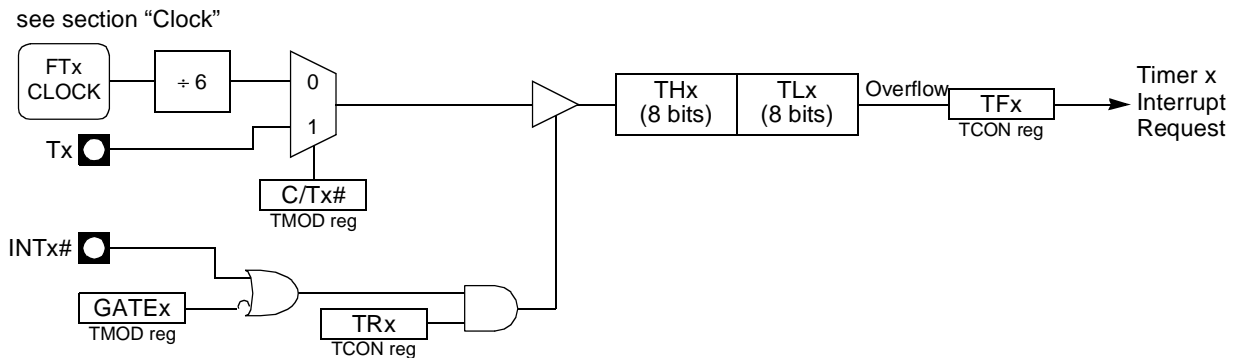 see section “Clock”
FTx
CLOCK
÷ 6
0
1
Tx
C/Tx#
TMOD reg
THx
(8 bits)
TLx
(8 bits)
Overflow
TFx
TCON reg
Timer x
Interrupt
Request
INTx#
GATEx
TMOD reg
TRx
TCON reg